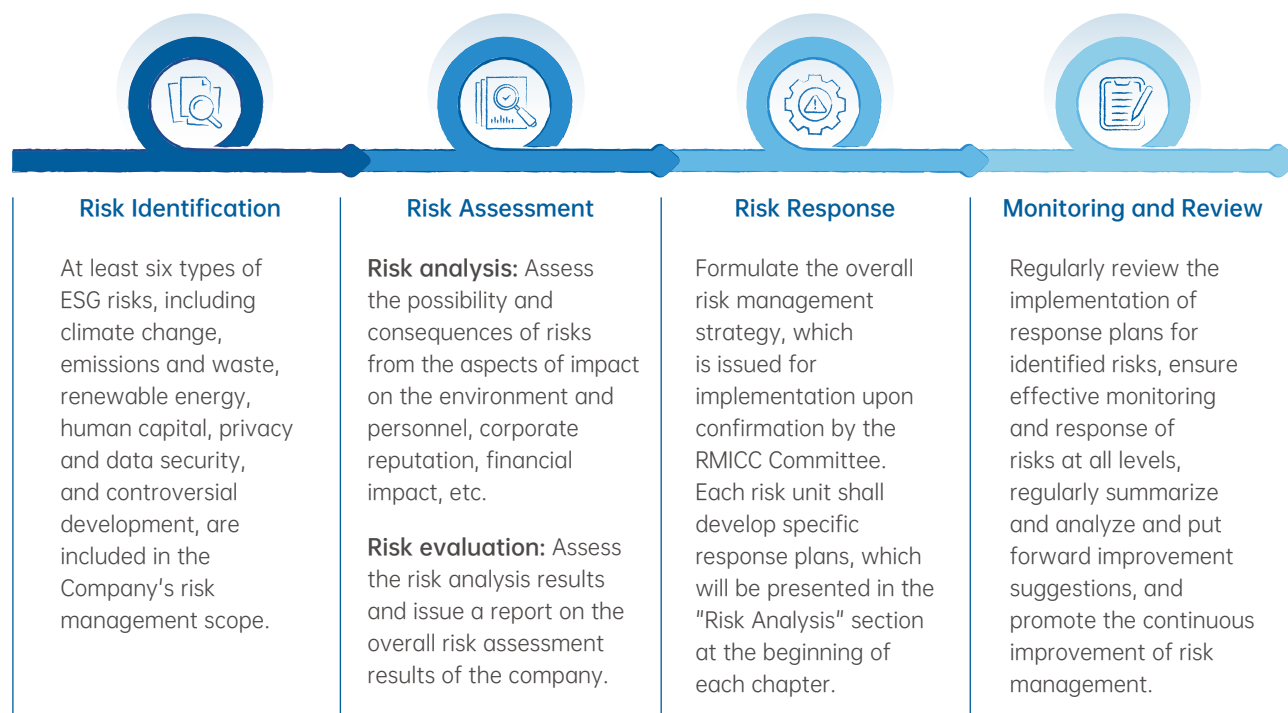 Risk Identification
At least six types of
ESG risks, including
climate change,
emissions and waste,
renewable energy,
human capital, privacy
and data security,
and controversial
development, are
included in the
Company's risk
management scope.
Risk Assessment
Risk analysis: Assess
the possibility and
consequences of risks
from the aspects of impact
on the environment and
personnel, corporate
reputation, financial
impact, etc.
Risk evaluation: Assess
the risk analysis results
and issue a report on the
overall risk assessment
results of the company.
Risk Response
Formulate the overall
risk management
strategy, which
is issued for
implementation upon
confirmation by the
RMICC Committee.
Each risk unit shall
develop specific
response plans, which
will be presented in the
"Risk Analysis" section
at the beginning of
each chapter.
Monitoring and Review
Regularly review the
implementation of
response plans for
identified risks, ensure
effective monitoring
and response of
risks at all levels,
regularly summarize
and analyze and put
forward improvement
suggestions, and
promote the continuous
improvement of risk
management.